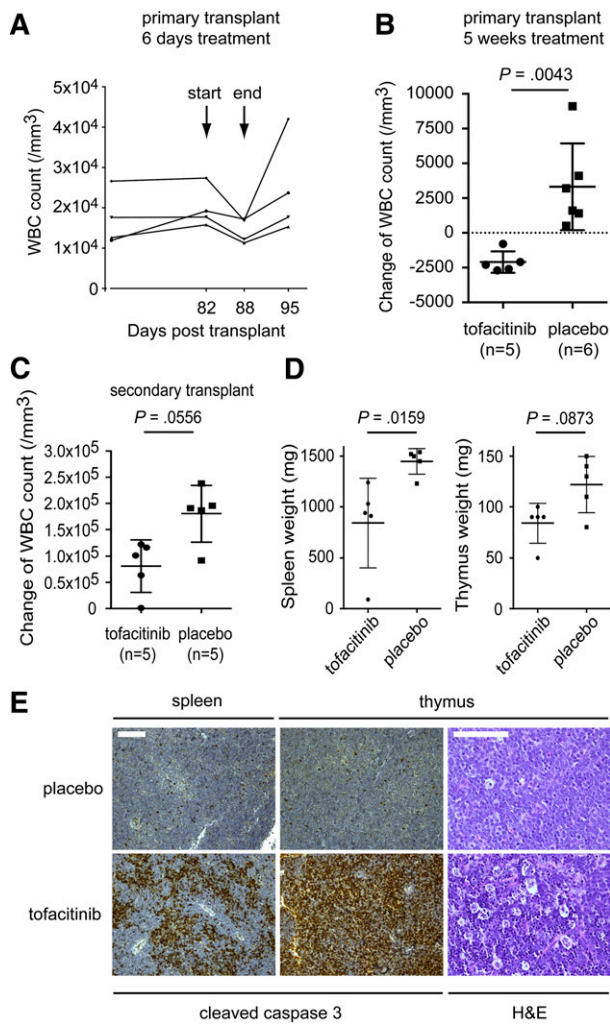 A
primary transplant
6 days treatment
start end
5x10⁴
4x10⁴
3x10⁴
2x10⁴
1x10⁴
0
WBC count (/mm³)
82 88 95
Days post transplant
B
primary transplant
5 weeks treatment
P = .0043
10000
7500
5000
2500
0
-2500
-5000
Change of WBC count (/mm³)
tofacitinib placebo
(n=5) (n=6)
C
secondary transplant
P = .0556
3.0x10⁵
2.5x10⁵
2.0x10⁵
1.5x10⁵
1.0x10⁵
0.5x10⁵
0
Change of WBC count (/mm³)
tofacitinib placebo
(n=5) (n=5)
D
P = .0159
1500
1000
500
0
Spleen weight (mg)
tofacitinib
placebo
P = .0873
150
100
50
0
Thymus weight (mg)
tofacitinib
placebo
E
spleen thymus
placebo
tofacitinib
cleaved caspase 3 H&E